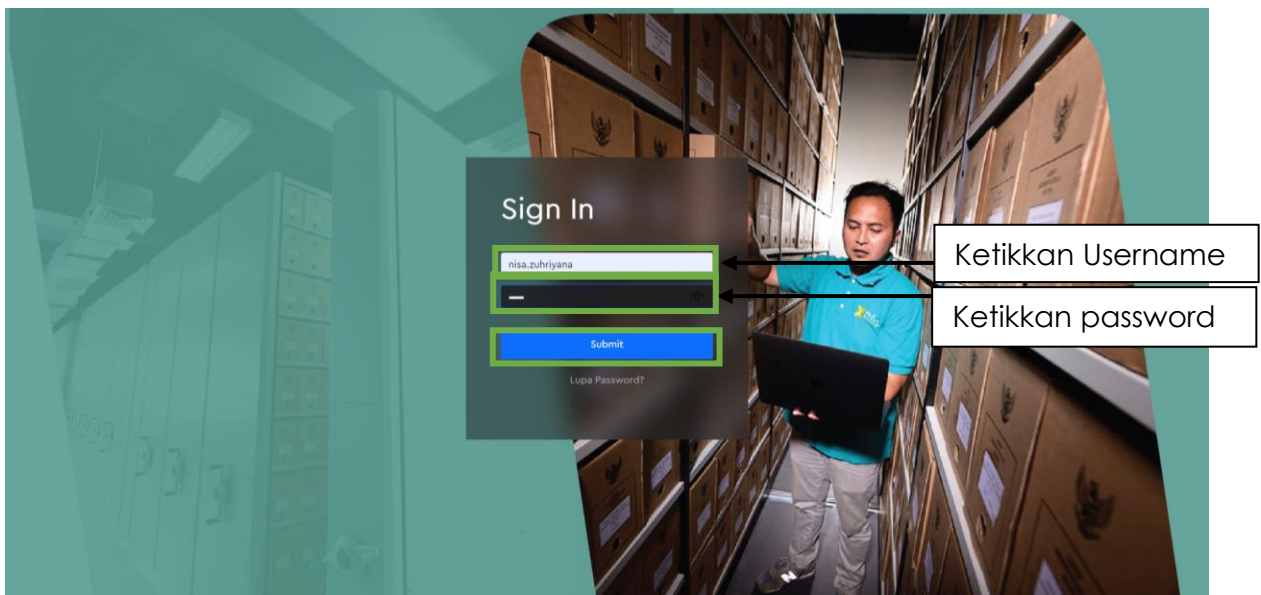 Sign In
nisa.zuhriyana
Ketikkan Username
Ketikkan password
Submit
Lupa Password?